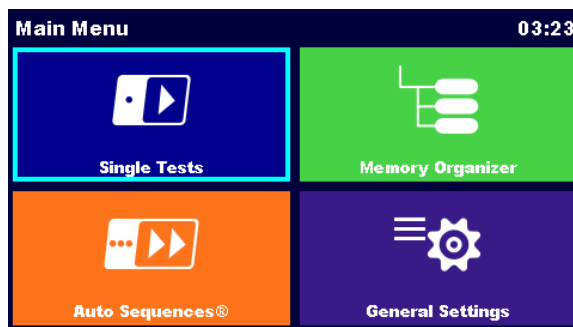 Main Menu 03:23
Single Tests
Memory Organizer
Auto Sequences®
General Settings